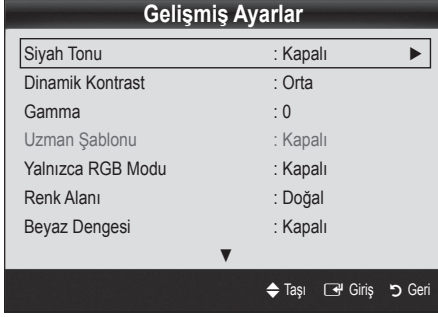 Gelişmiş Ayarlar
Siyah Tonu : Kapalı ►
Dinamik Kontrast : Orta
Gamma : 0
Uzman Şablonu : Kapalı
Yalnızca RGB Modu : Kapalı
Renk Alanı : Doğal
Beyaz Dengesi : Kapalı
▼
Taşı Giriş Geri